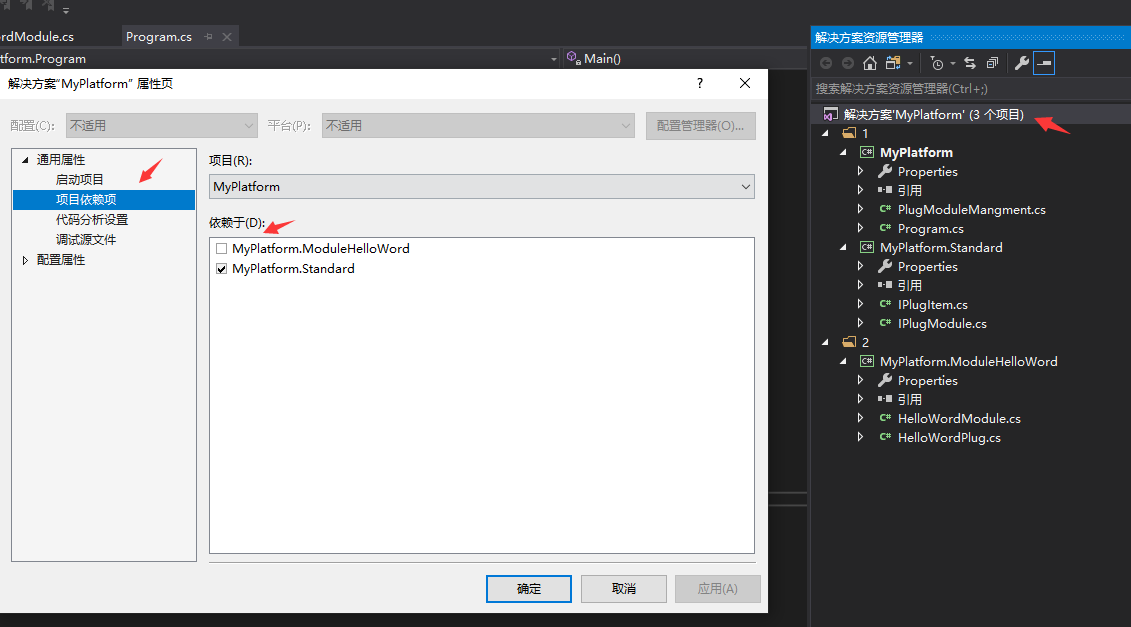 rdModule.cs
Program.cs
tform.Program
Main()
解决方案“MyPlatform” 属性页
?
配置(C):
不适用
平台(P):
不适用
配置管理器(O)...
通用属性
启动项目
项目依赖项
代码分析设置
调试源文件
配置属性
项目(R):
MyPlatform
依赖于(D):
MyPlatform.ModuleHelloWord
MyPlatform.Standard
确定
取消
应用(A)
解决方案资源管理器
搜索解决方案资源管理器(Ctrl+;)
解决方案'MyPlatform' (3 个项目)
1
C# MyPlatform
Properties
引用
C# PlugModuleMangment.cs
C# Program.cs
C# MyPlatform.Standard
Properties
引用
C# IPlugItem.cs
C# IPlugModule.cs
2
C# MyPlatform.ModuleHelloWord
Properties
引用
C# HelloWordModule.cs
C# HelloWordPlug.cs